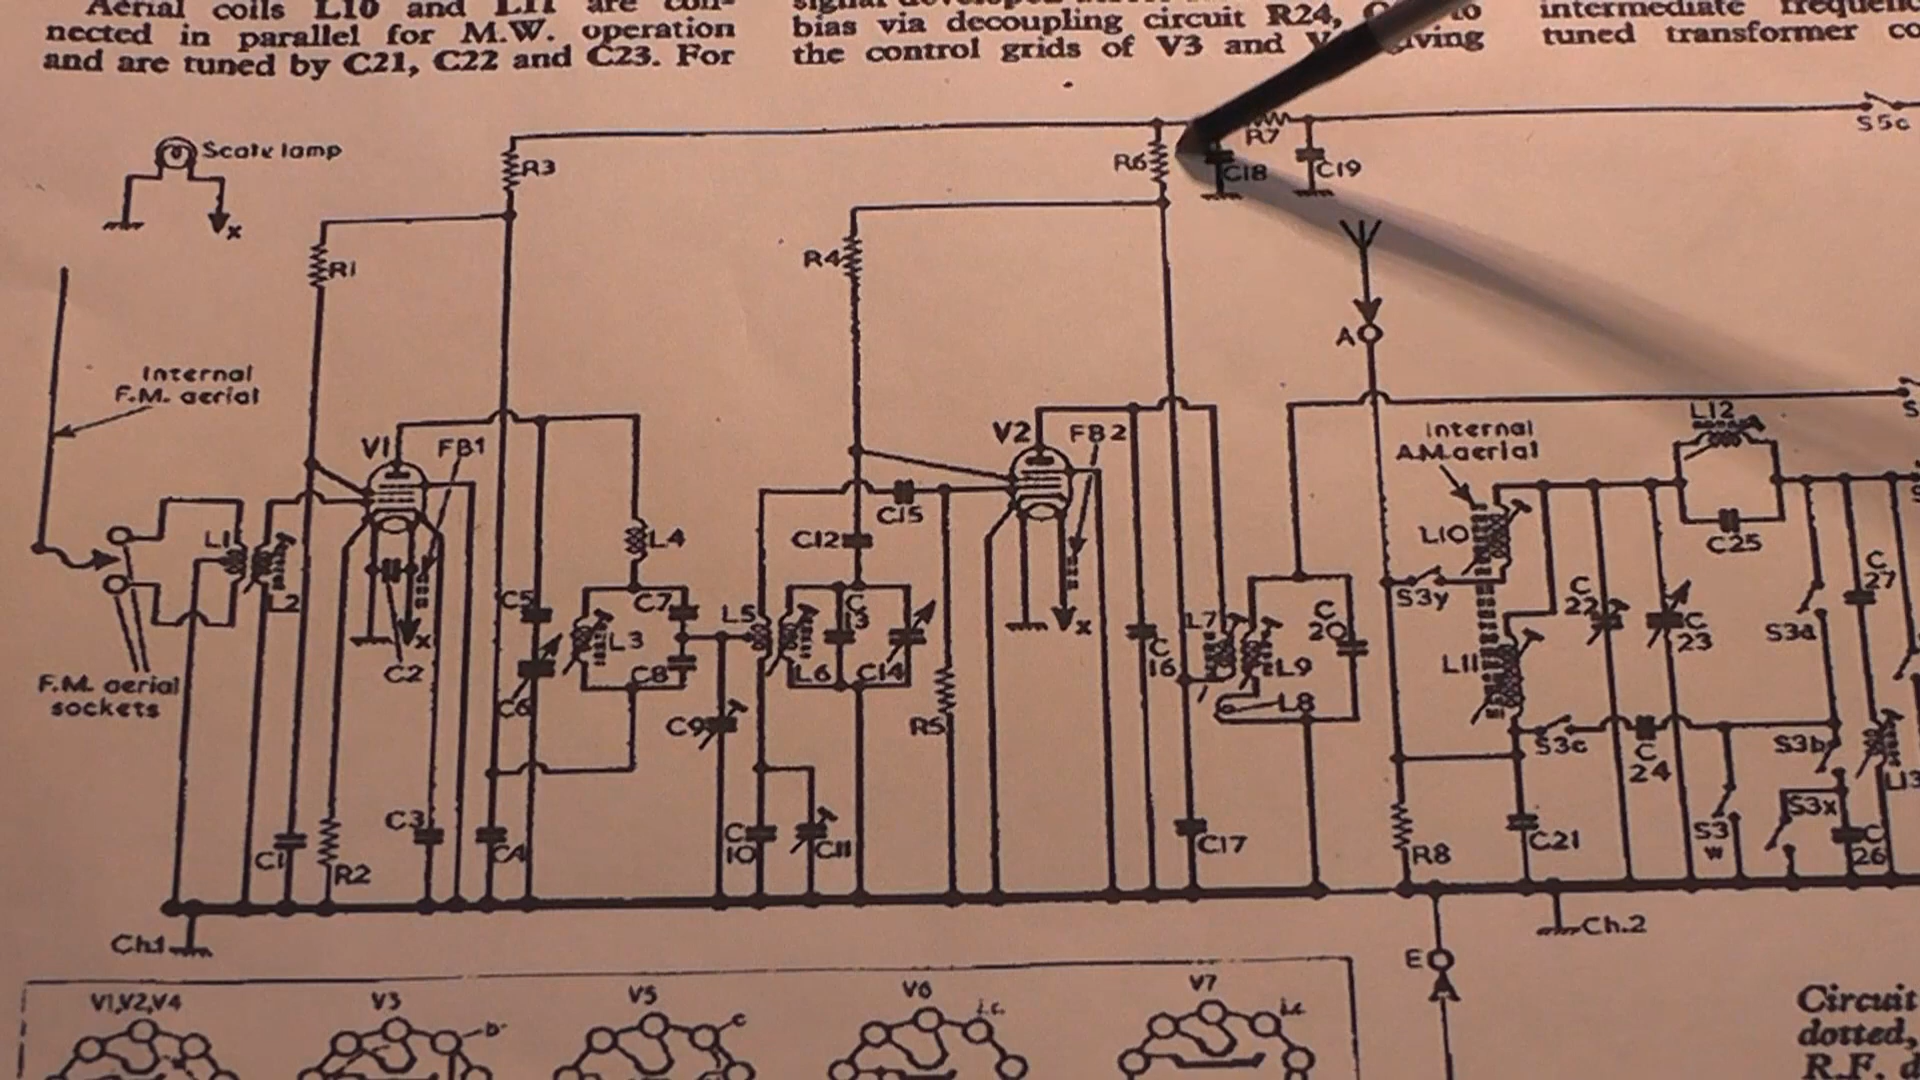 Aerial coils L10 and L11 are con-
nected in parallel for M.W. operation
and are tuned by C21, C22 and C23. For
bias via decoupling circuit R24, to
the control grids of V3 and
intermediate
tuned transformer
Scale lamp
x
R3
R1
R6
R7
C18
C19
S5c
R4
A
Internal
F.M. aerial
V1
FB1
V2
FB2
Internal
A.M aerial
L12
L1
L2
L4
C15
C12
L10
C25
C5
C7
L5
C
13
L3
C8
L6
C14
C6
C9
R5
x
C2
x
L7
C
20
L9
L8
C
16
S3y
C
22
C
23
S3a
C
27
L11
F.M. aerial
sockets
S3c
C
24
S3b
L13
S3x
S3
w
C
26
C1
R2
C3
C4
C
10
C11
C17
R8
C21
Ch.1
Ch.2
E
V1,V2,V4
V3
V5
V6
V7
b
c
i.c.
i.c
Circuit
dotted,
R.F.